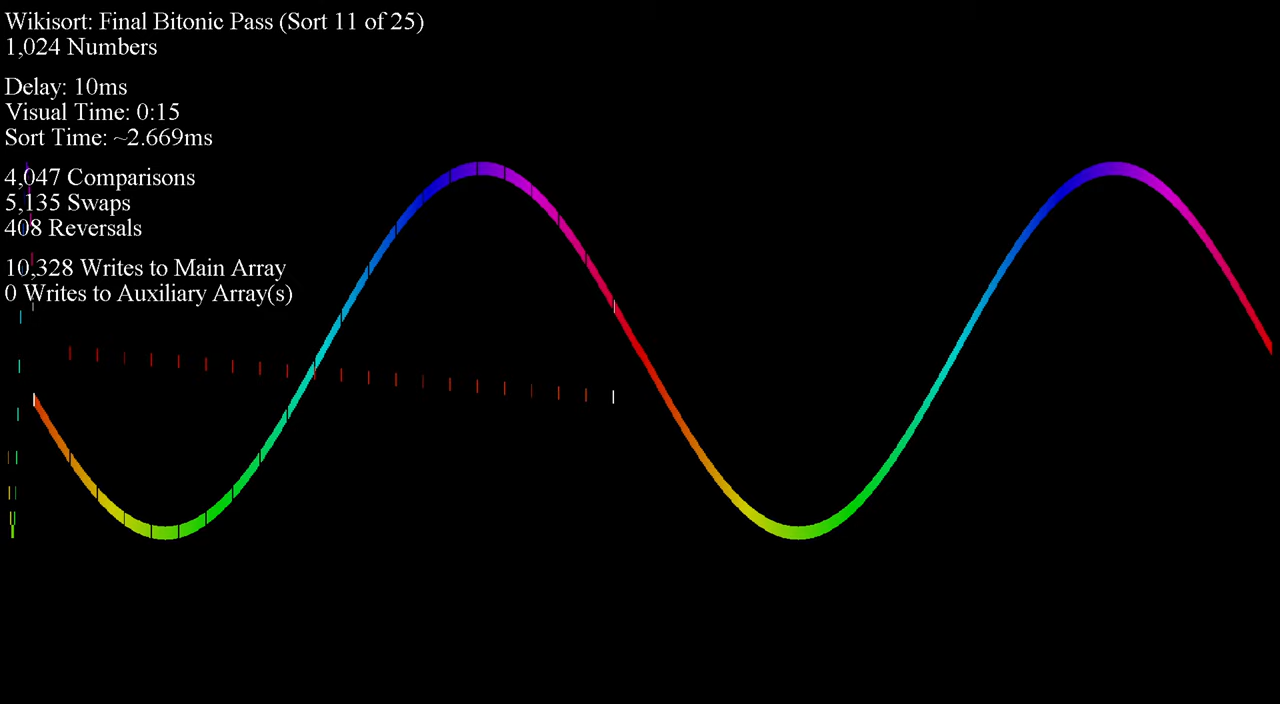 Wikisort: Final Bitonic Pass (Sort 11 of 25)
1,024 Numbers
Delay: 10ms
Visual Time: 0:15
Sort Time: ~2.669ms
4,047 Comparisons
5,135 Swaps
408 Reversals
10,328 Writes to Main Array
0 Writes to Auxiliary Array(s)